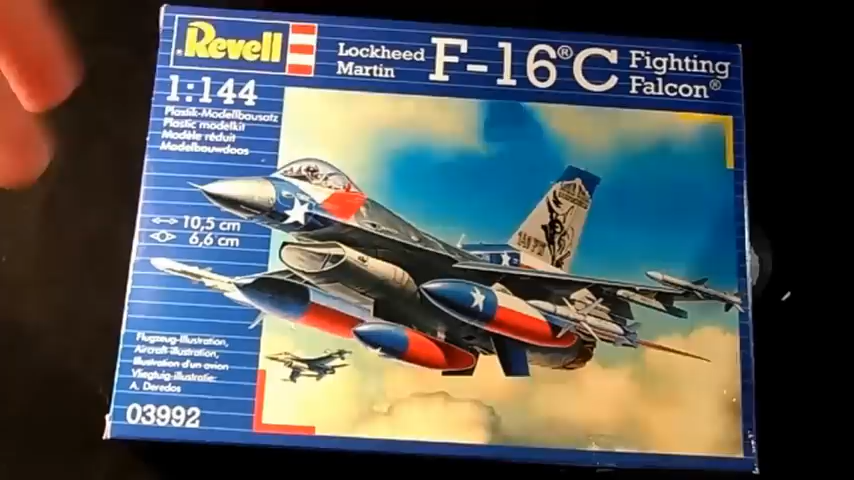 Revell
Lockheed Martin F-16® C Fighting Falcon®
1:144
Plastik-Modellbausatz
Plastic modelkit
Modèle réduit
Modelbouwdoos
10,5 cm
6,6 cm
Flugzeug-Illustration,
Aircraft-illustration,
Illustration d'un avion
Vliegtuig-illustratie:
A. Deredos
03992